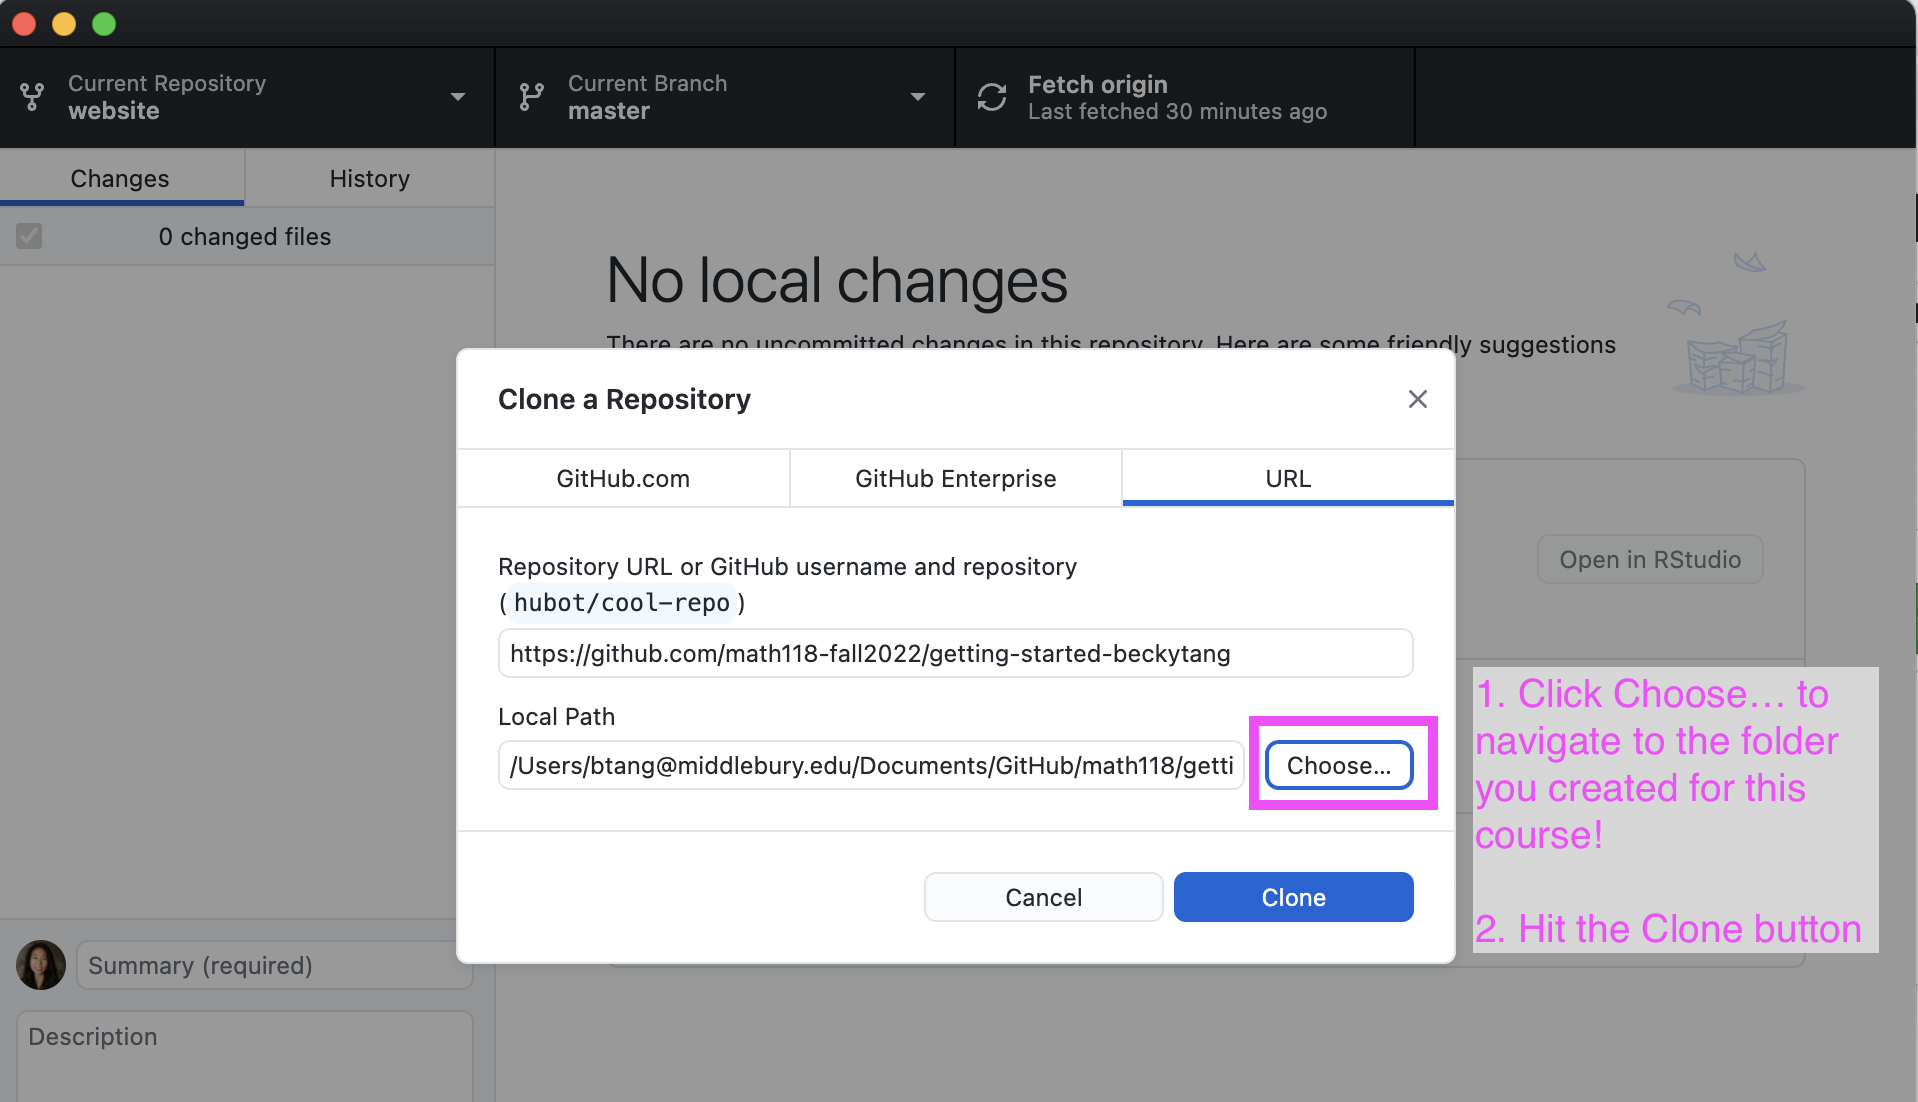 Current Repository
website
Current Branch
master
Fetch origin
Last fetched 30 minutes ago
Changes
History
0 changed files
No local changes
There are no uncommitted changes in this repository. Here are some friendly suggestions
Clone a Repository
GitHub.com
GitHub Enterprise
URL
Repository URL or GitHub username and repository
(hubot/cool-repo)
https://github.com/math118-fall2022/getting-started-beckytang
Local Path
/Users/btang@middlebury.edu/Documents/GitHub/math118/getti
Choose...
Cancel
Clone
Open in RStudio
1. Click Choose... to
navigate to the folder
you created for this
course!
2. Hit the Clone button
Summary (required)
Description